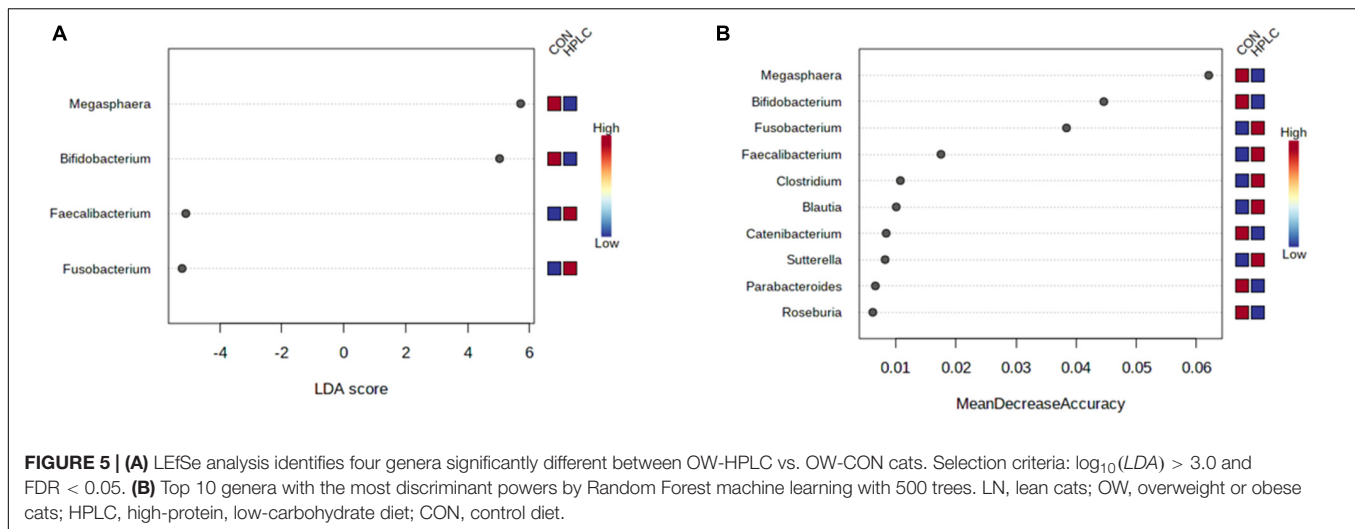 A
CON
HPLC
Megasphaera
Bifidobacterium
Faecalibacterium
Fusobacterium
High
Low
-4 -2 0 2 4 6
LDA score
B
CON
HPLC
Megasphaera
Bifidobacterium
Fusobacterium
Faecalibacterium
Clostridium
Blautia
Catenibacterium
Sutterella
Parabacteroides
Roseburia
High
Low
0.01 0.02 0.03 0.04 0.05 0.06
MeanDecreaseAccuracy
FIGURE 5 | (A) LEfSe analysis identifies four genera significantly different between OW-HPLC vs. OW-CON cats. Selection criteria: log10(LDA) > 3.0 and
FDR < 0.05. (B) Top 10 genera with the most discriminant powers by Random Forest machine learning with 500 trees. LN, lean cats; OW, overweight or obese
cats; HPLC, high-protein, low-carbohydrate diet; CON, control diet.